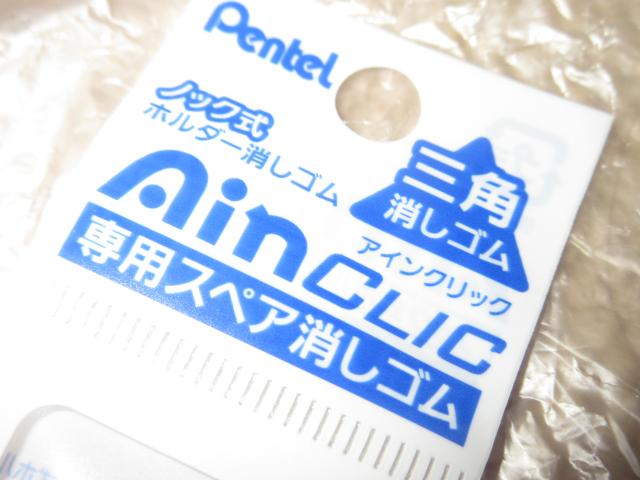 Pentel
ノック式
ホルダー消しゴム
三角
消しゴム
Ain CLIC
アインクリック
専用スペア消しゴム